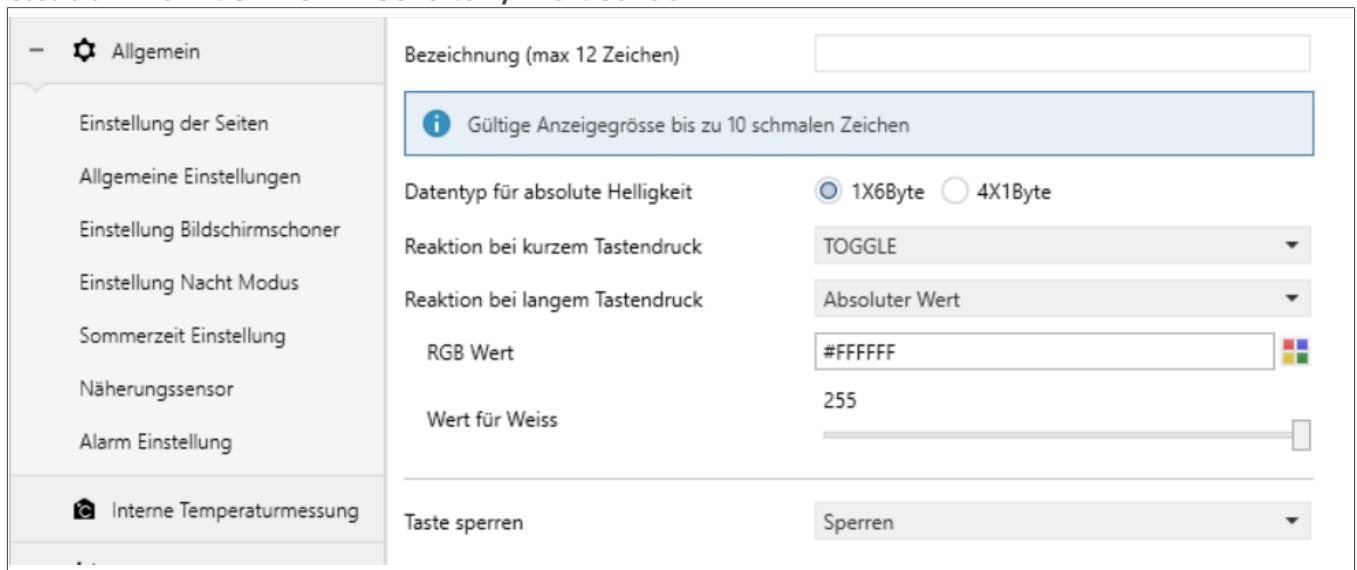 Allgemein
Bezeichnung (max 12 Zeichen)
Einstellung der Seiten
Gültige Anzeigegrösse bis zu 10 schmalen Zeichen
Allgemeine Einstellungen
Datentyp für absolute Helligkeit 1X6Byte 4X1Byte
Einstellung Bildschirmschoner
Reaktion bei kurzem Tastendruck TOGGLE
Einstellung Nacht Modus
Reaktion bei langem Tastendruck Absoluter Wert
Sommerzeit Einstellung
RGB Wert #FFFFFF
Näherungssensor
255
Wert für Weiss
Alarm Einstellung
Interne Temperaturmessung
Taste sperren Sperren